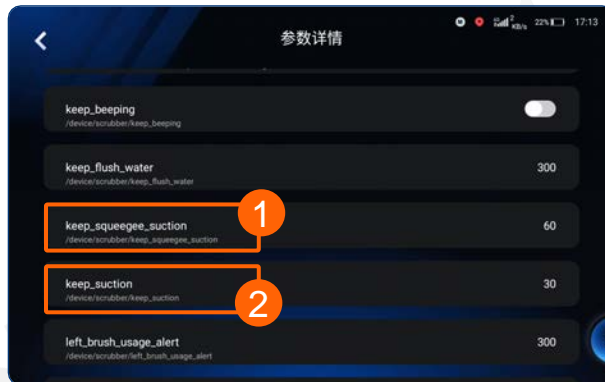 参数详情
22% 17:13
keep_beeping
/device/scrubber/keep_beeping
keep_flush_water
300
/device/scrubber/keep_flush_water
keep_squeegee_suction
1
60
/device/scrubber/keep_squeegee_suction
keep_suction
30
/device/scrubber/keep_suction
2
left_brush_usage_alert
300
/device/scrubber/left_brush_usage_alert